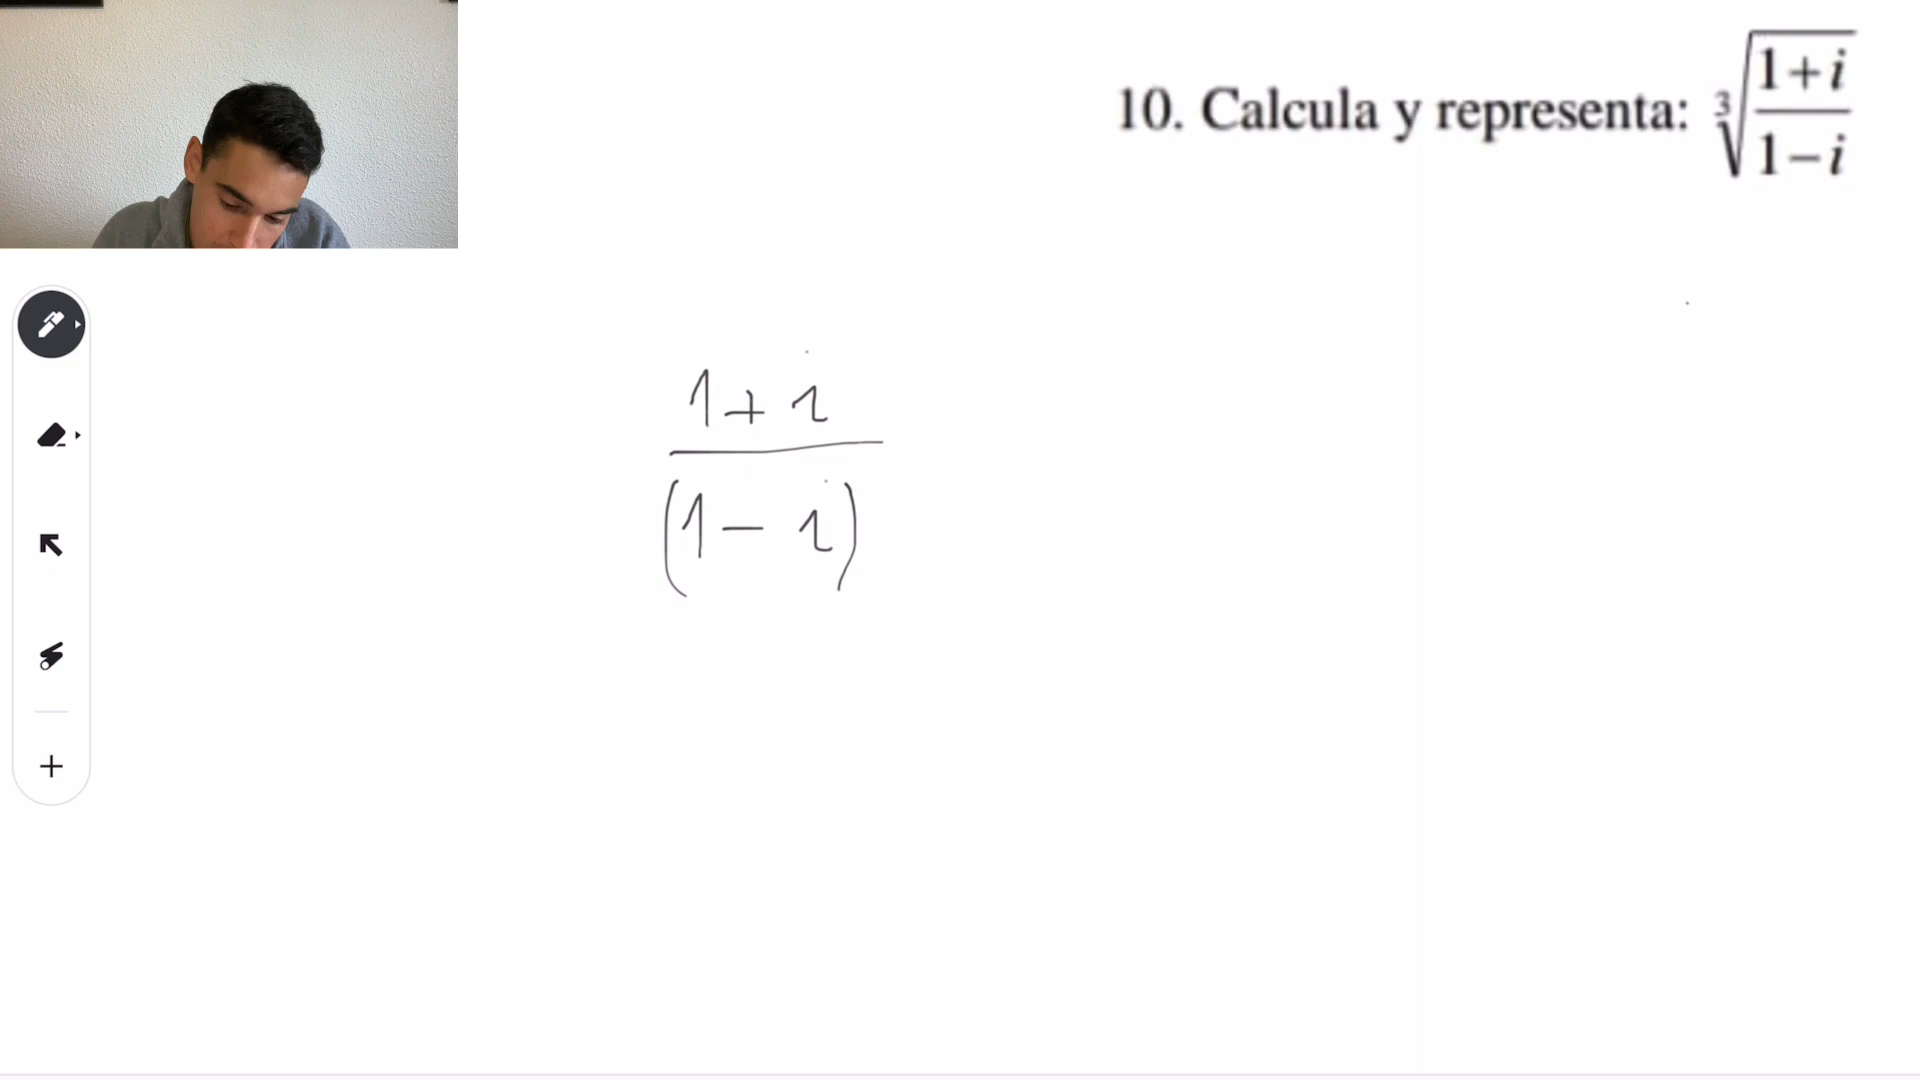 10. Calcula y representa: ∛((1+i)/(1−i))
1 + i
(1 − i)